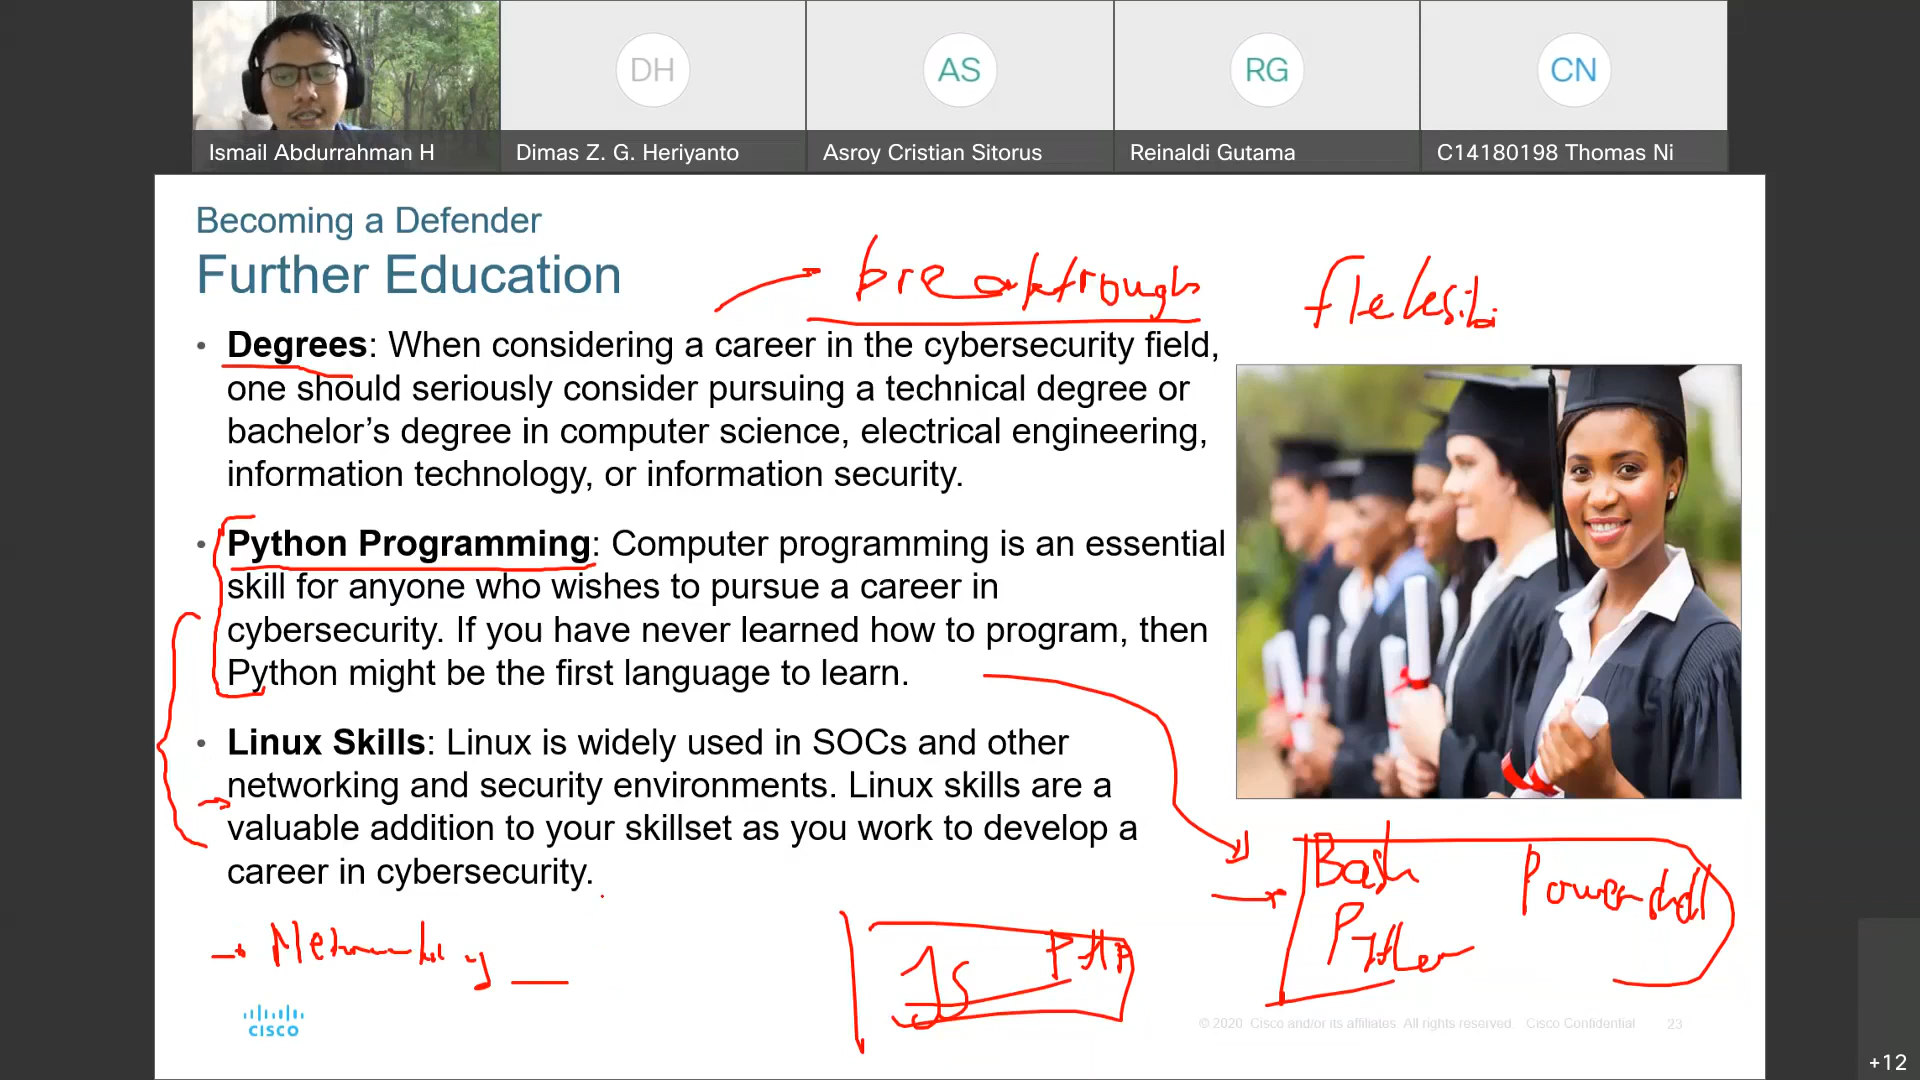 DH
AS
RG
CN
Ismail Abdurrahman H
Dimas Z. G. Heriyanto
Asroy Cristian Sitorus
Reinaldi Gutama
C14180198 Thomas Ni
Becoming a Defender
Further Education
breaktrough
• Degrees: When considering a career in the cybersecurity field,
one should seriously consider pursuing a technical degree or
bachelor’s degree in computer science, electrical engineering,
information technology, or information security.
• Python Programming: Computer programming is an essential
skill for anyone who wishes to pursue a career in
cybersecurity. If you have never learned how to program, then
Python might be the first language to learn.
• Linux Skills: Linux is widely used in SOCs and other
networking and security environments. Linux skills are a
valuable addition to your skillset as you work to develop a
career in cybersecurity.
Bash
Powershell
Python
JS
PHP
CISCO
© 2020 Cisco and/or its affiliates. All rights reserved. Cisco Confidential
23
+12